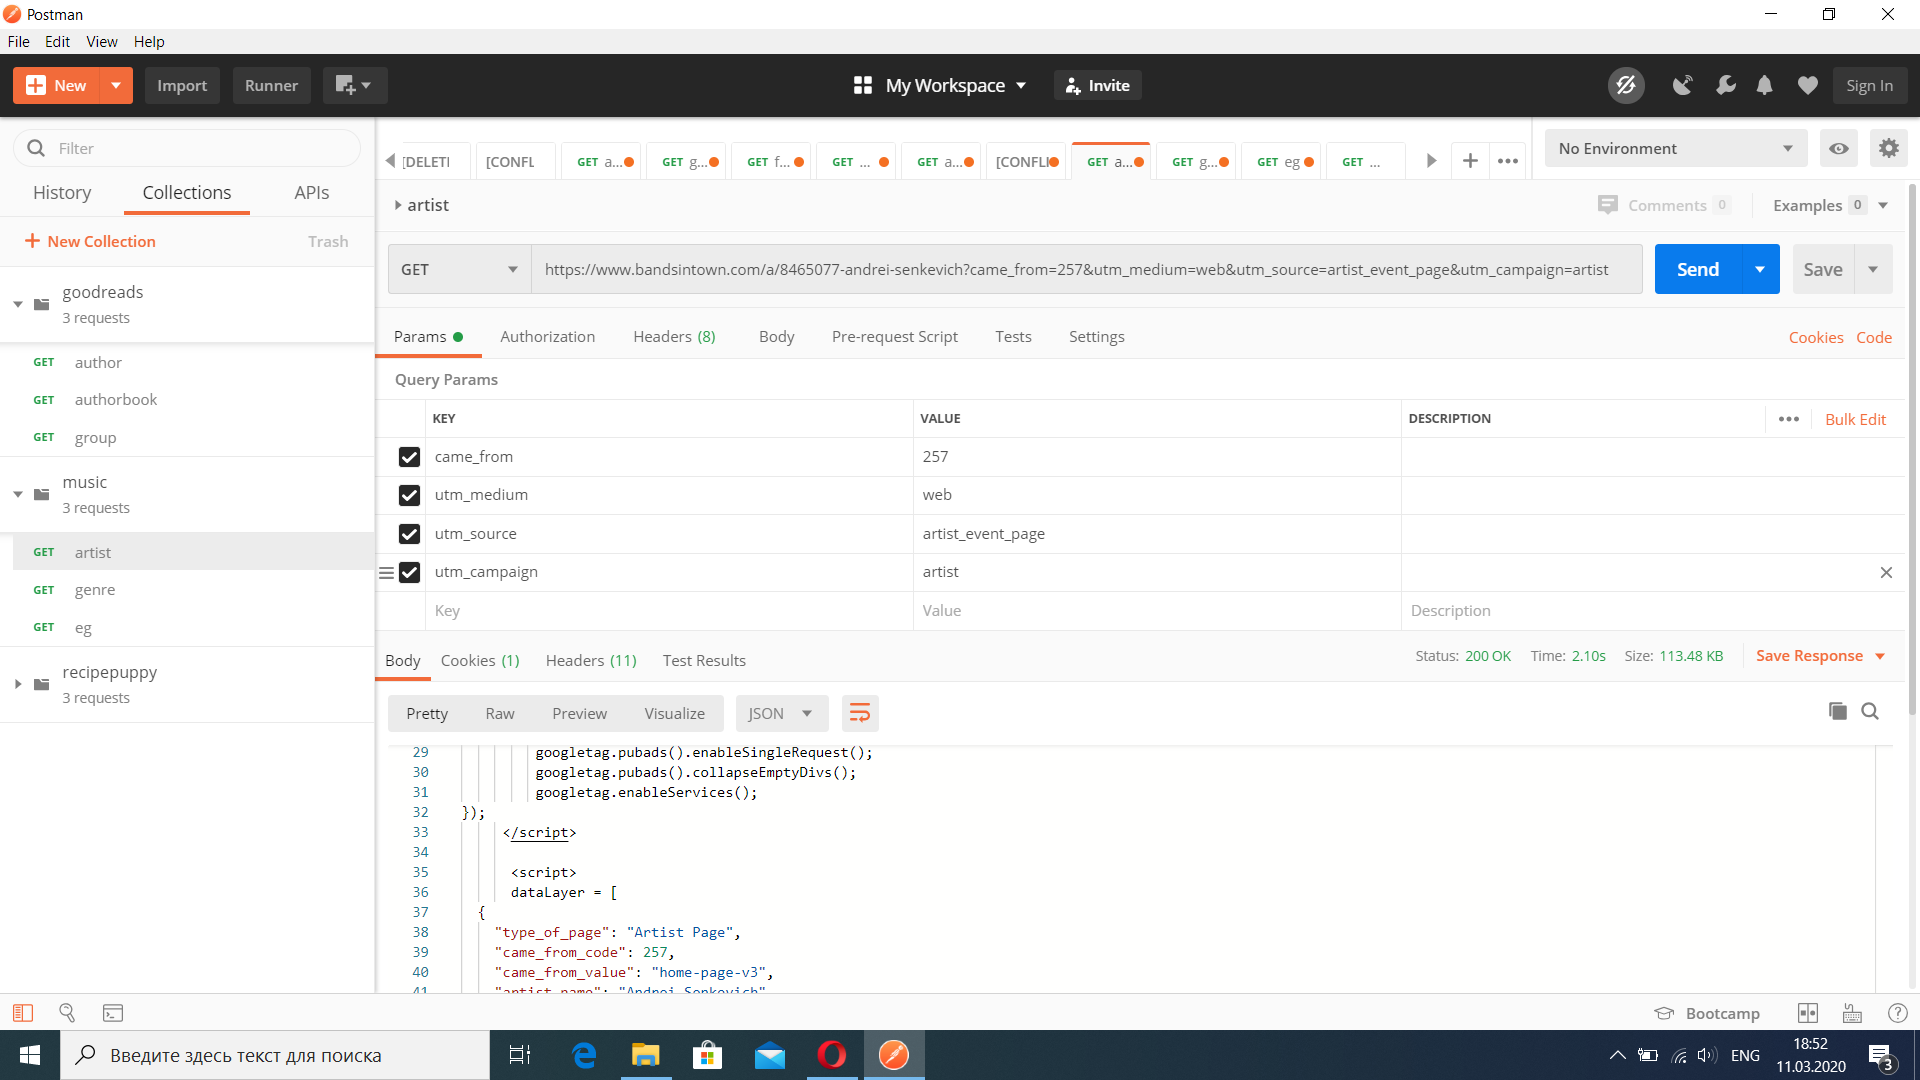 Postman
File Edit View Help
New Import Runner My Workspace Invite Sign In
Filter
History Collections APIs
New Collection Trash
goodreads
3 requests
GET author
GET authorbook
GET group
music
3 requests
GET artist
GET genre
GET eg
recipepuppy
3 requests
[DELETI [CONFL GET a... GET g... GET f... GET ... GET a... [CONFLI GET a... GET g... GET eg GET ... No Environment
artist Comments 0 Examples 0
GET https://www.bandsintown.com/a/8465077-andrei-senkevich?came_from=257&utm_medium=web&utm_source=artist_event_page&utm_campaign=artist Send Save
Params Authorization Headers (8) Body Pre-request Script Tests Settings Cookies Code
Query Params
KEY VALUE DESCRIPTION Bulk Edit
came_from 257
utm_medium web
utm_source artist_event_page
utm_campaign artist
Key Value Description
Body Cookies (1) Headers (11) Test Results Status: 200 OK Time: 2.10s Size: 113.48 KB Save Response
Pretty Raw Preview Visualize JSON
29 googletag.pubads().enableSingleRequest();
30 googletag.pubads().collapseEmptyDivs();
31 googletag.enableServices();
32 });
33 </script>
34
35 <script>
36 dataLayer = [
37 {
38 "type_of_page": "Artist Page",
39 "came_from_code": 257,
40 "came_from_value": "home-page-v3",
41 "artist_name": "Andrei Senkevich"
Bootcamp
Введите здесь текст для поиска ENG 18:52
11.03.2020 3